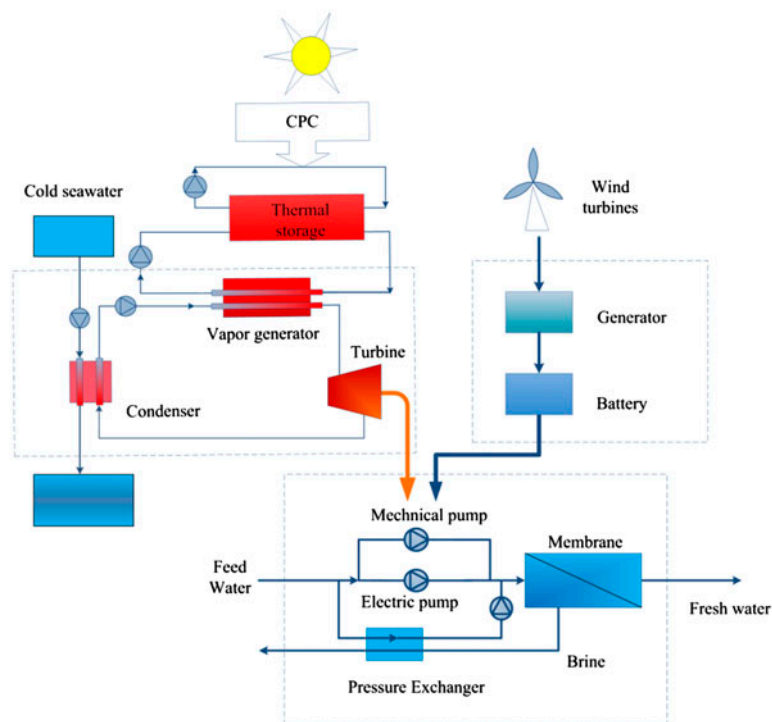 CPC
Cold seawater
Thermal
storage
Wind
turbines
Vapor generator
Generator
Turbine
Condenser
Battery
Mechnical pump
Membrane
Feed
Water
Electric pump
Fresh water
Brine
Pressure Exchanger